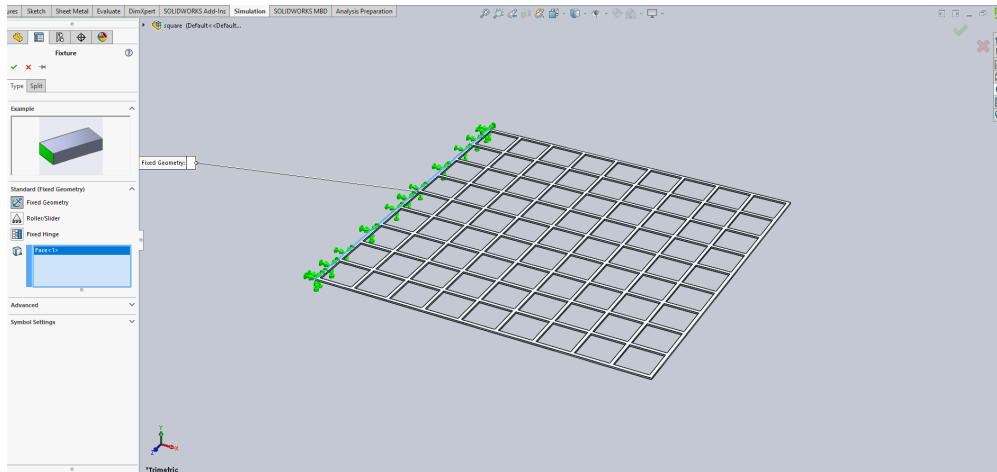 ures Sketch Sheet Metal Evaluate DimXpert SOLIDWORKS Add-Ins Simulation SOLIDWORKS MBD Analysis Preparation
square (Default<<Default...
Fixture
Type Split
Example
Fixed Geometry:
Standard (Fixed Geometry)
Fixed Geometry
Roller/Slider
Fixed Hinge
Face<1>
Advanced
Symbol Settings
Y
X
Z
*Trimetric